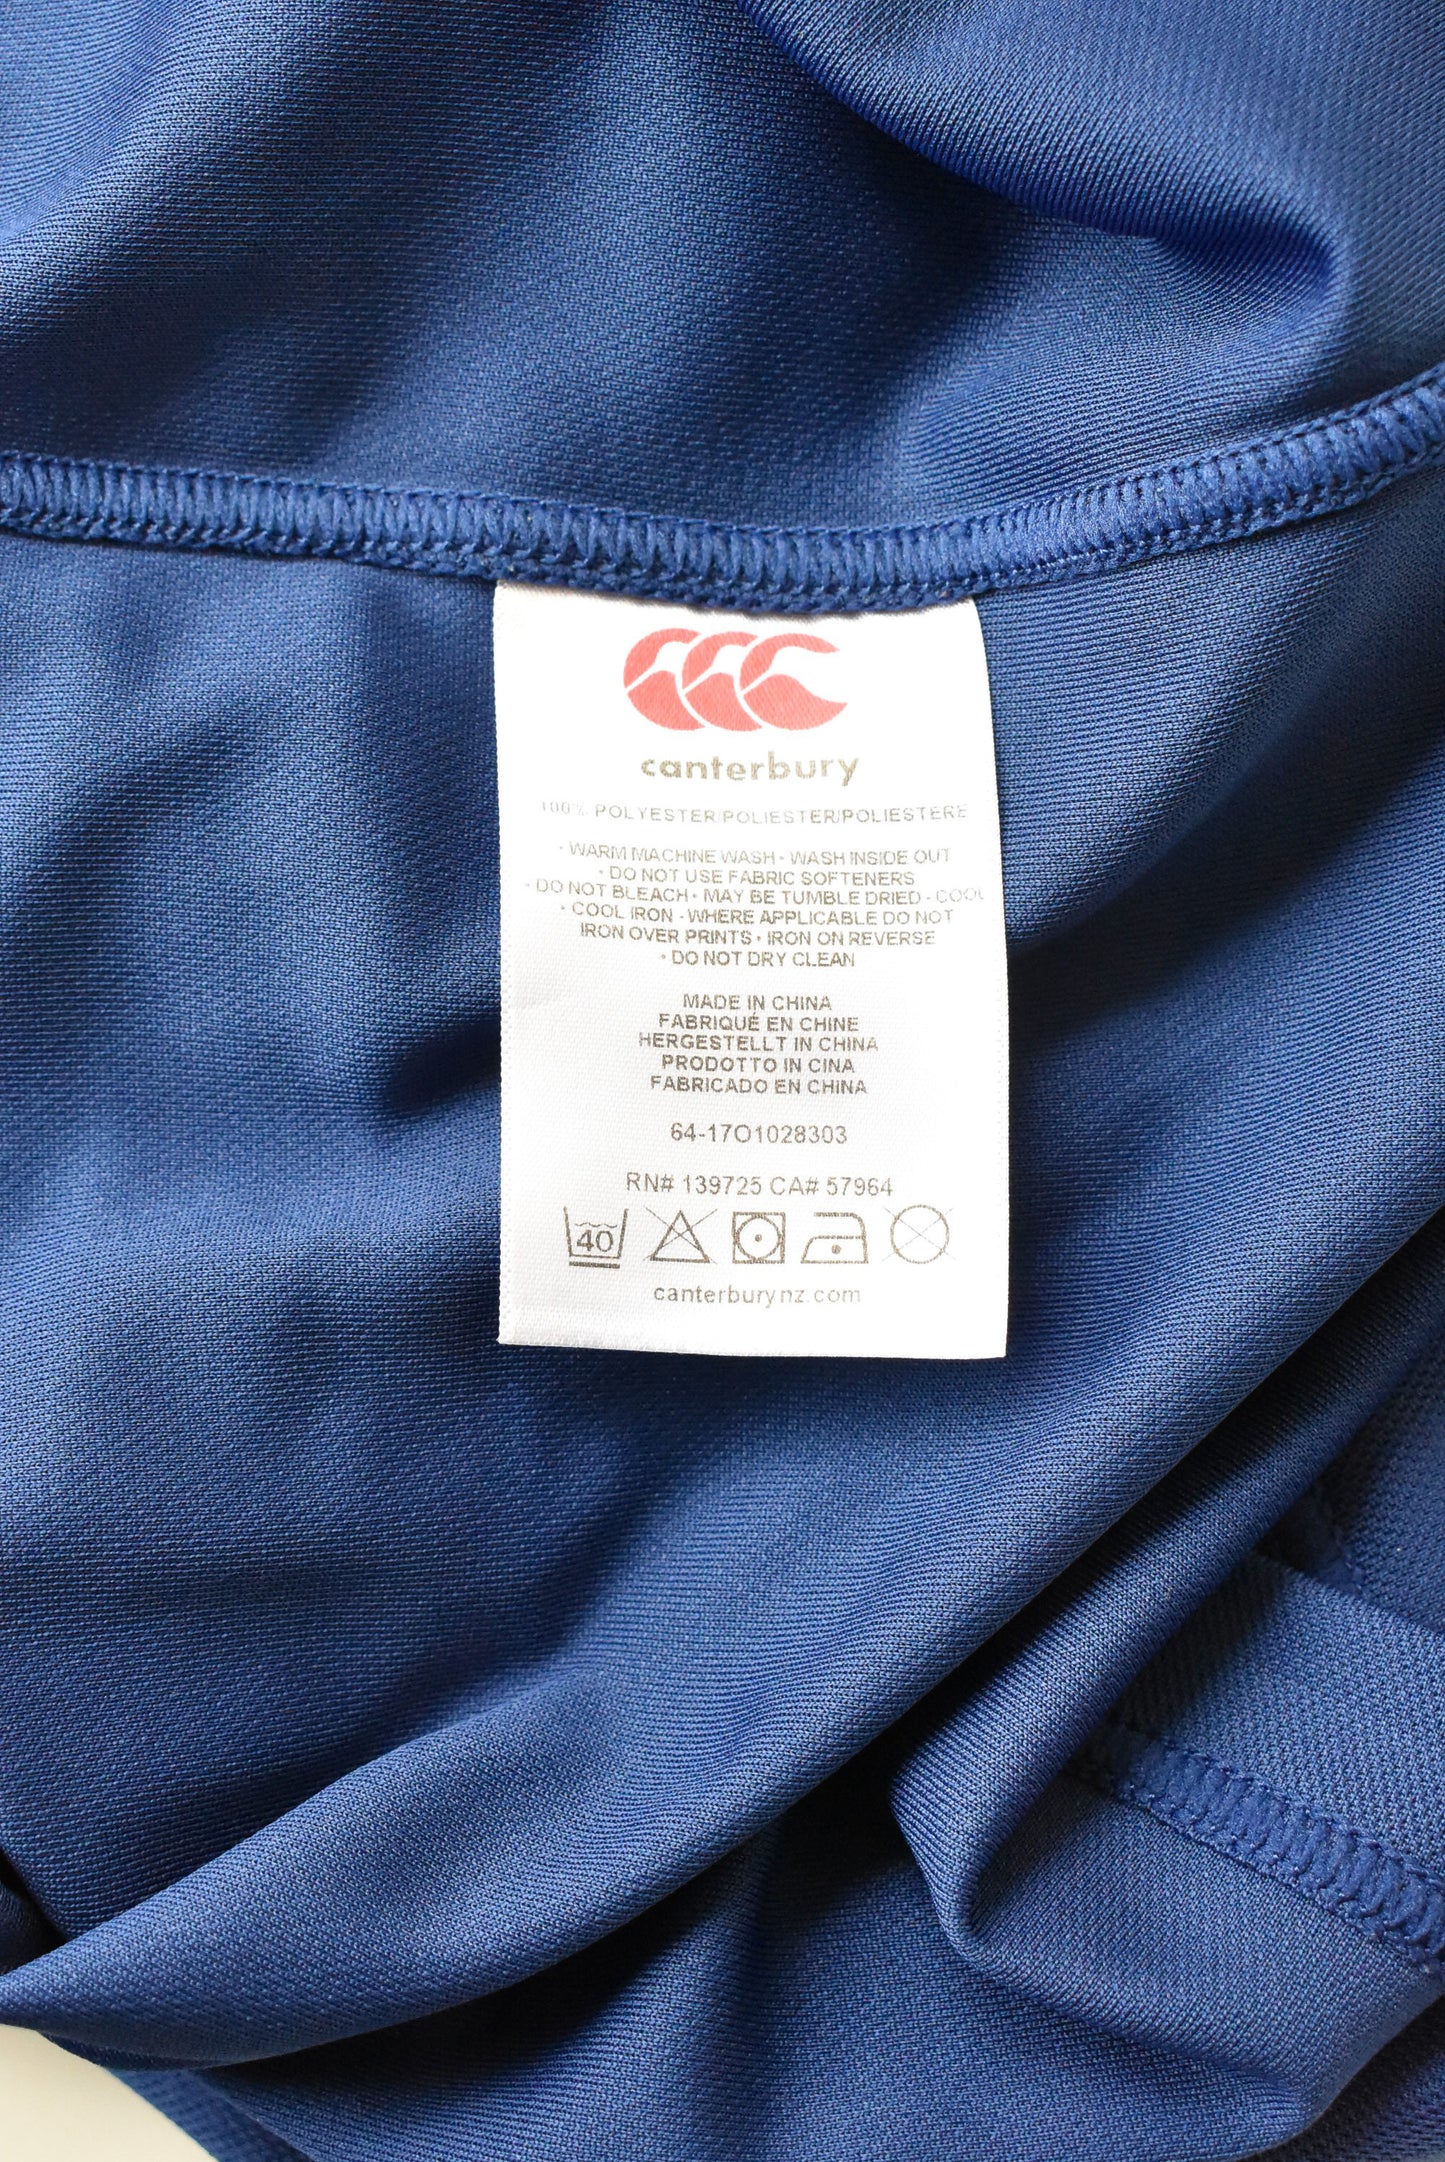 canterbury
100% POLYESTER/POLIESTER/POLIESTERE
• WARM MACHINE WASH • WASH INSIDE OUT
• DO NOT USE FABRIC SOFTENERS
• DO NOT BLEACH • MAY BE TUMBLE DRIED - COOL
• COOL IRON - WHERE APPLICABLE DO NOT
IRON OVER PRINTS • IRON ON REVERSE
• DO NOT DRY CLEAN
MADE IN CHINA
FABRIQUÉ EN CHINE
HERGESTELLT IN CHINA
PRODOTTO IN CINA
FABRICADO EN CHINA
64-17O1028303
RN# 139725 CA# 57964
40
canterburynz.com